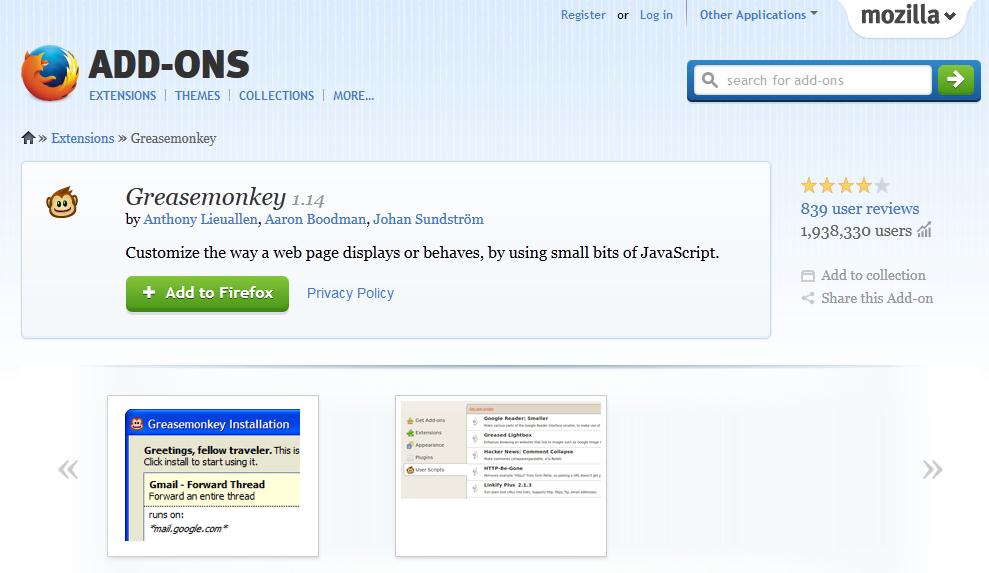 Register or Log in Other Applications mozilla
ADD-ONS
EXTENSIONS THEMES COLLECTIONS MORE...
search for add-ons
» Extensions » Greasemonkey
Greasemonkey 1.14
by Anthony Lieuallen, Aaron Boodman, Johan Sundström
Customize the way a web page displays or behaves, by using small bits of JavaScript.
+ Add to Firefox Privacy Policy
839 user reviews
1,938,330 users
Add to collection
Share this Add-on
Greasemonkey Installation
Greetings, fellow traveler. This is
Click install to start using it.
Gmail - Forward Thread
Forward an entire thread
runs on:
*mail.google.com*
Get Add-ons
Extensions
Appearance
Plugins
User Scripts
Google Reader: Smaller
Greased Lightbox
Hacker News: Comment Collapse
HTTP-Be-Gone
Linkify Plus 2.1.3
« »